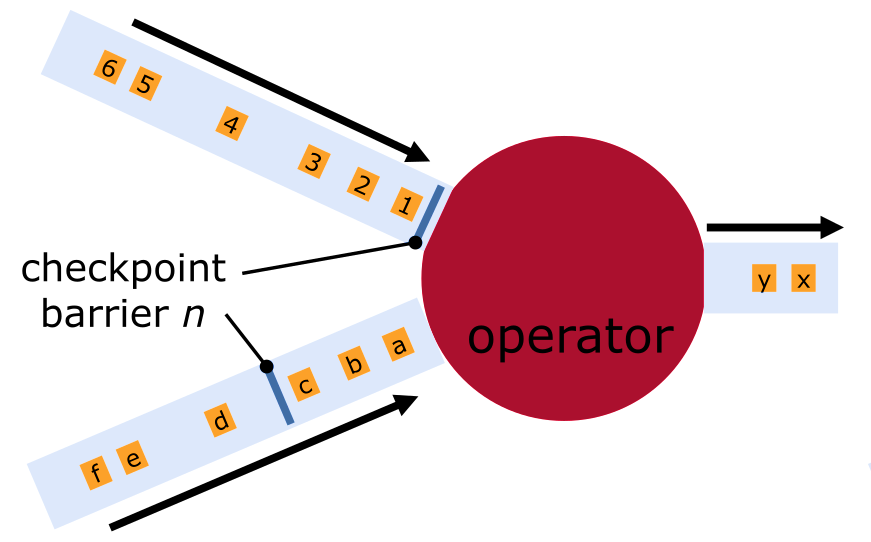 6 5 4 3 2 1
checkpoint
barrier n
operator
y x
f e d c b a